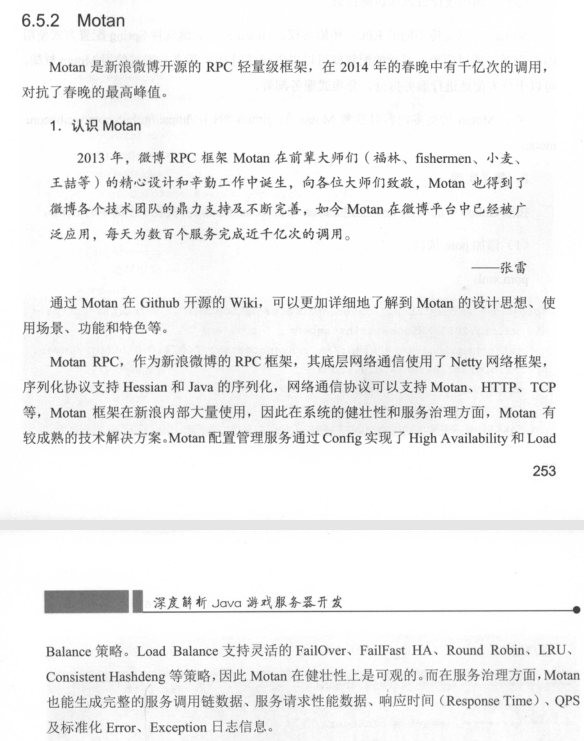 6.5.2 Motan
Motan 是新浪微博开源的 RPC 轻量级框架，在 2014 年的春晚中有千亿次的调用，
对抗了春晚的最高峰值。
1．认识 Motan
2013 年，微博 RPC 框架 Motan 在前辈大师们（福林、fishermen、小麦、
王喆等）的精心设计和辛勤工作中诞生，向各位大师们致敬，Motan 也得到了
微博各个技术团队的鼎力支持及不断完善，如今 Motan 在微博平台中已经被广
泛应用，每天为数百个服务完成近千亿次的调用。
——张雷
通过 Motan 在 Github 开源的 Wiki，可以更加详细地了解到 Motan 的设计思想、使
用场景、功能和特色等。
Motan RPC，作为新浪微博的 RPC 框架，其底层网络通信使用了 Netty 网络框架，
序列化协议支持 Hessian 和 Java 的序列化，网络通信协议可以支持 Motan、HTTP、TCP
等，Motan 框架在新浪内部大量使用，因此在系统的健壮性和服务治理方面，Motan 有
较成熟的技术解决方案。Motan 配置管理服务通过 Config 实现了 High Availability 和 Load
253
深度解析 Java 游戏服务器开发
Balance 策略。Load Balance 支持灵活的 FailOver、FailFast HA、Round Robin、LRU、
Consistent Hashdeng 等策略，因此 Motan 在健壮性上是可观的。而在服务治理方面，Motan
也能生成完整的服务调用链数据、服务请求性能数据、响应时间（Response Time）、QPS
及标准化 Error、Exception 日志信息。